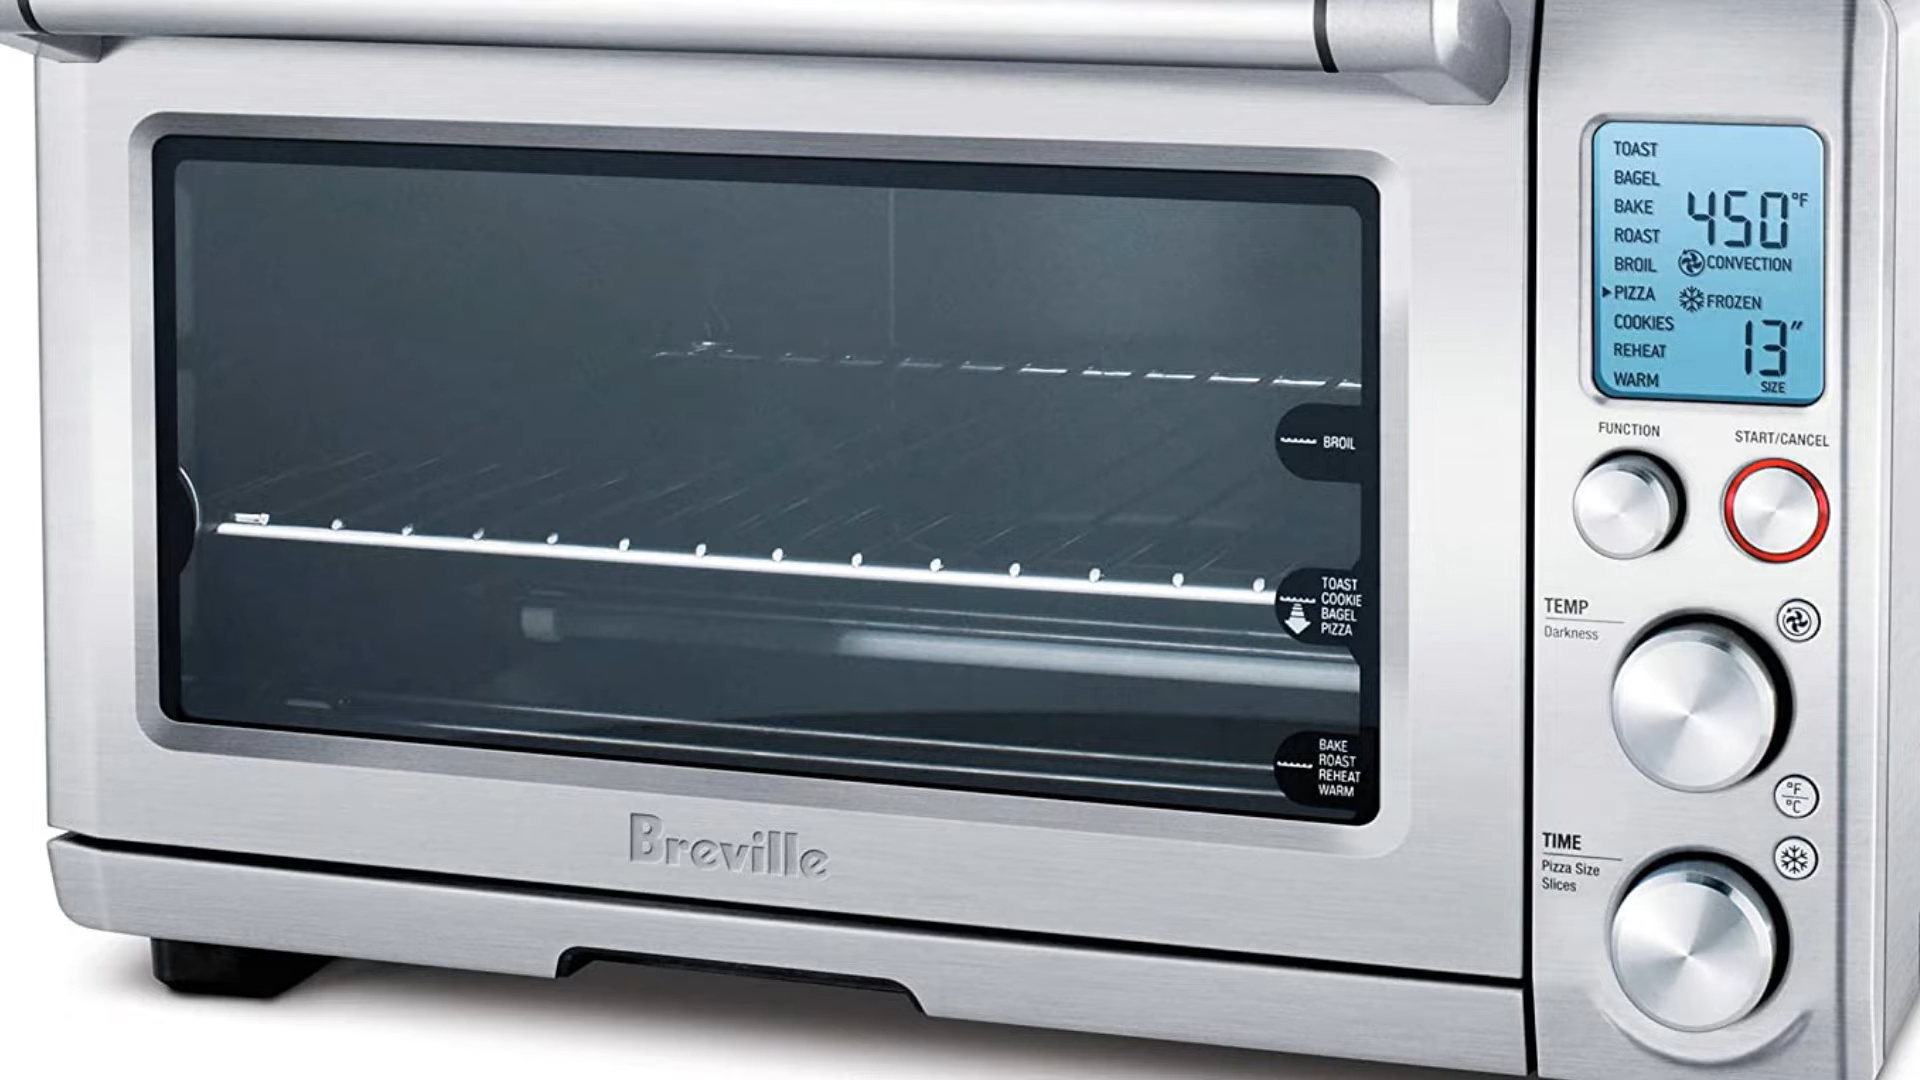 TOAST
BAGEL
BAKE
ROAST
BROIL
PIZZA
COOKIES
REHEAT
WARM
450°F
CONVECTION
FROZEN
13"
SIZE
FUNCTION
START/CANCEL
TEMP
Darkness
°F
°C
TIME
Pizza Size
Slices
BROIL
TOAST
COOKIE
BAGEL
PIZZA
BAKE
ROAST
REHEAT
WARM
Breville